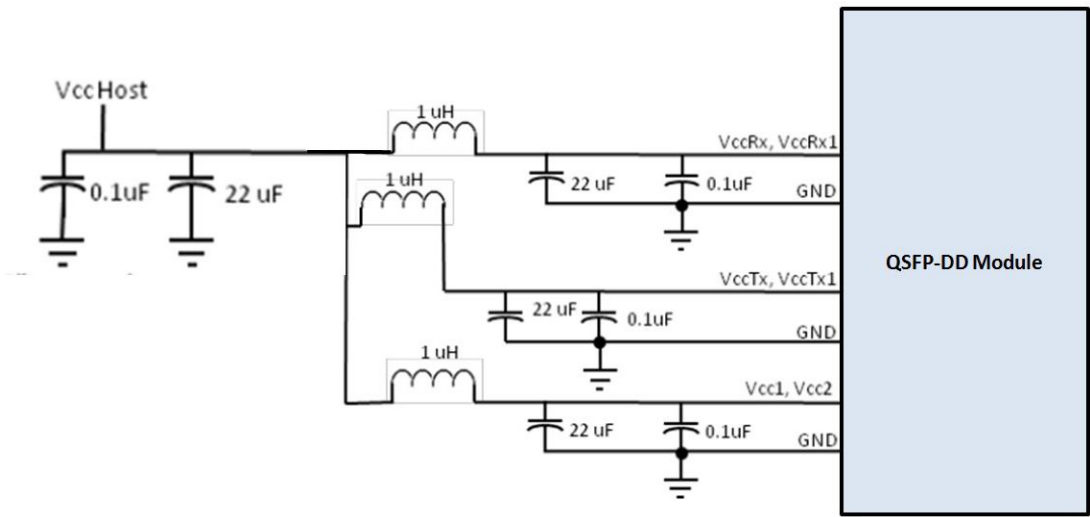 Vcc Host
1 uH
VccRx, VccRx1
0.1uF
22 uF
1 uH
22 uF
0.1uF
GND
QSFP-DD Module
VccTx, VccTx1
22 uF
0.1uF
GND
1 uH
Vcc1, Vcc2
22 uF
0.1uF
GND